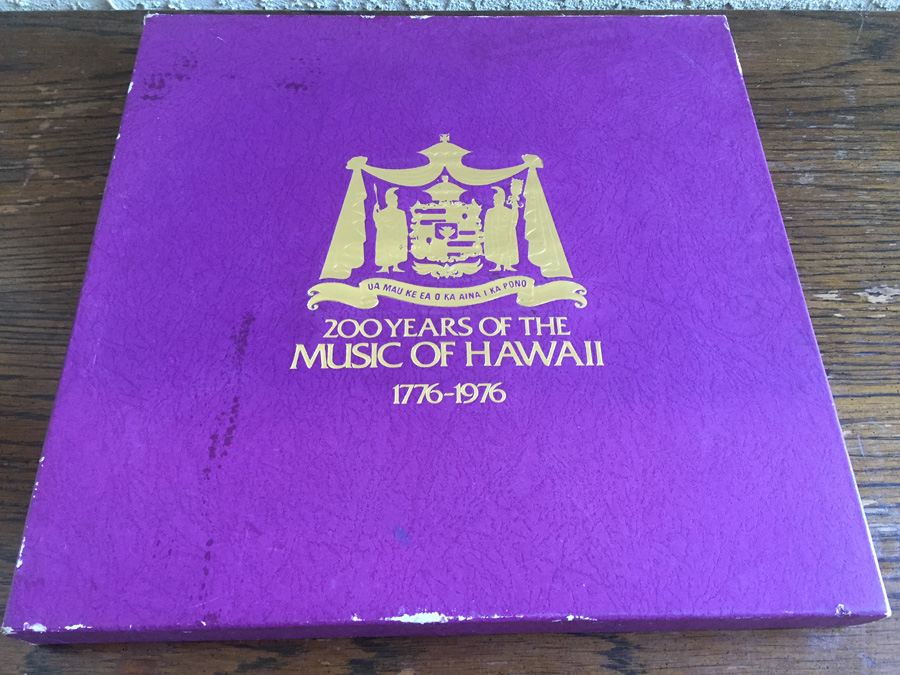 UA MAU KE EA O KA AINA I KA PONO
200 YEARS OF THE
MUSIC OF HAWAII
1776-1976